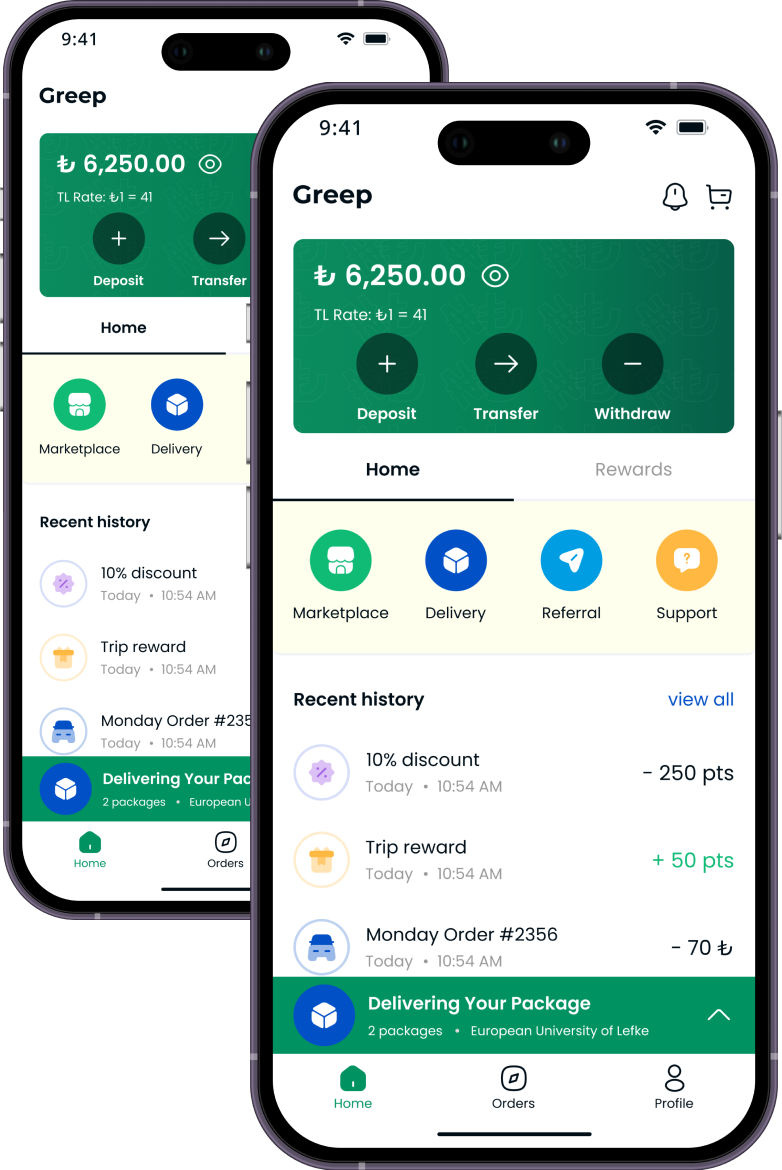 9:41
Greep
₺ 6,250.00
TL Rate: ₺1 = 41
Deposit
Transfer
Home
Marketplace
Delivery
Recent history
10% discount
Today • 10:54 AM
Trip reward
Today • 10:54 AM
Monday Order #235
Today • 10:54 AM
Delivering Your Pac
2 packages • European U
Home
Orders
9:41
Greep
₺ 6,250.00
TL Rate: ₺1 = 41
Deposit
Transfer
Withdraw
Home
Rewards
Marketplace
Delivery
Referral
Support
Recent history
view all
10% discount
- 250 pts
Today • 10:54 AM
Trip reward
+ 50 pts
Today • 10:54 AM
Monday Order #2356
- 70 ₺
Today • 10:54 AM
Delivering Your Package
2 packages • European University of Lefke
Home
Orders
Profile